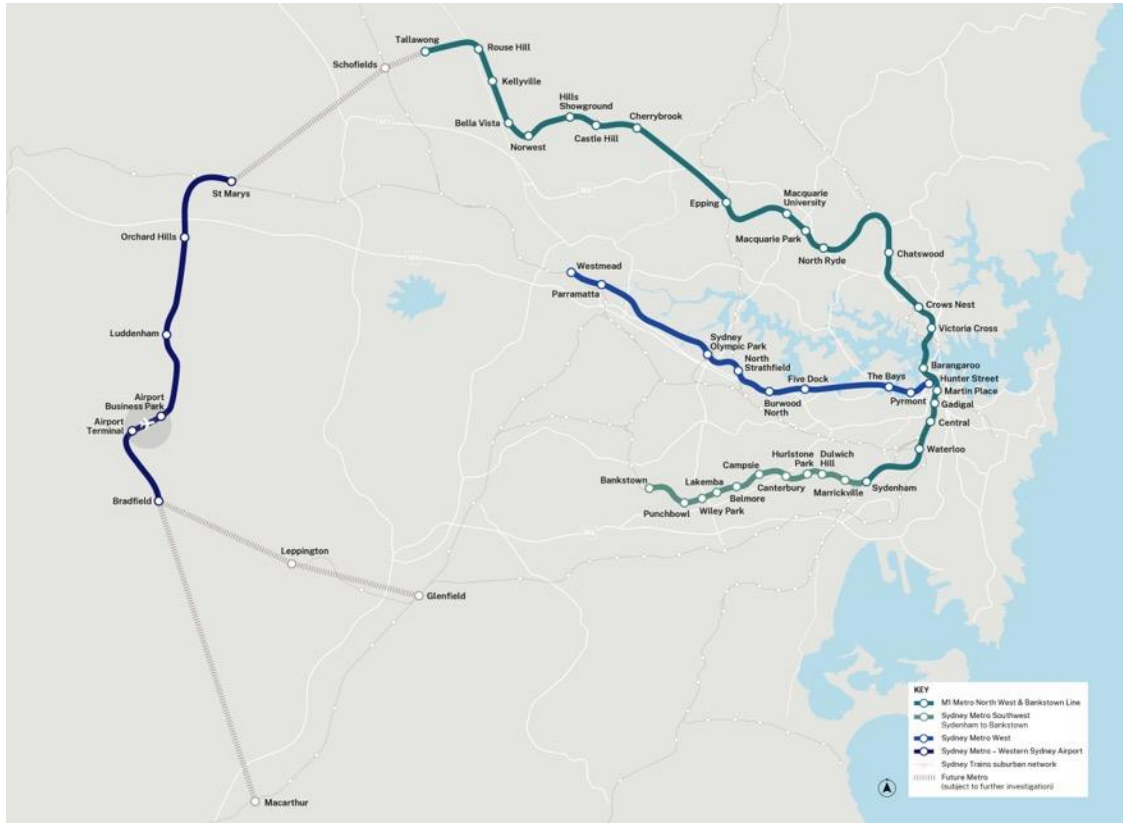 Tallawong
Rouse Hill
Schofields
Kellyville
Hills
Showground
Bella Vista
Norwest
Castle Hill
Cherrybrook
St Marys
Epping
Macquarie
University
Macquarie Park
North Ryde
Orchard Hills
Chatswood
Westmead
Parramatta
Crows Nest
Victoria Cross
Luddenham
Sydney
Olympic Park
North
Strathfield
Barangaroo
Hunter Street
Martin Place
Gadigal
Five Dock
The Bays
Burwood
North
Pyrmont
Airport
Business Park
Airport
Terminal
Central
Waterloo
Bradfield
Bankstown
Punchbowl
Lakemba
Wiley Park
Campsie
Belmore
Canterbury
Hurlstone
Park
Dulwich
Hill
Marrickville
Sydenham
Leppington
Glenfield
Macarthur
KEY
M1 Metro North West & Bankstown Line
Sydney Metro Southwest
Sydenham to Bankstown
Sydney Metro West
Sydney Metro – Western Sydney Airport
Sydney Trains suburban network
Future Metro
(subject to further investigation)